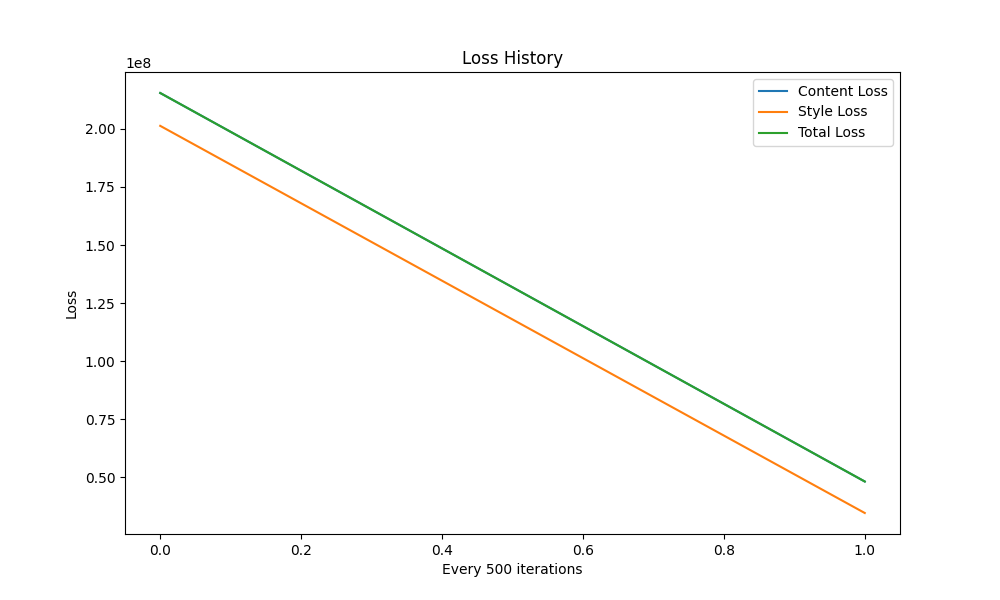 Loss History
1e8
Content Loss
Style Loss
Total Loss
2.00
1.75
1.50
1.25
1.00
0.75
0.50
Loss
0.0 0.2 0.4 0.6 0.8 1.0
Every 500 iterations